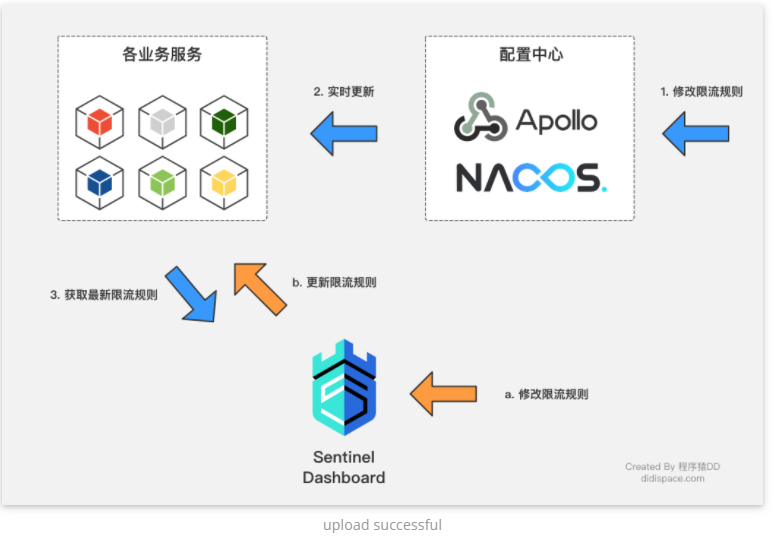 各业务服务
配置中心
2. 实时更新
1. 修改限流规则
Apollo
NACOS.
3. 获取最新限流规则
b. 更新限流规则
a. 修改限流规则
Sentinel
Dashboard
Created By 程序猿DD
didispace.com
upload successful